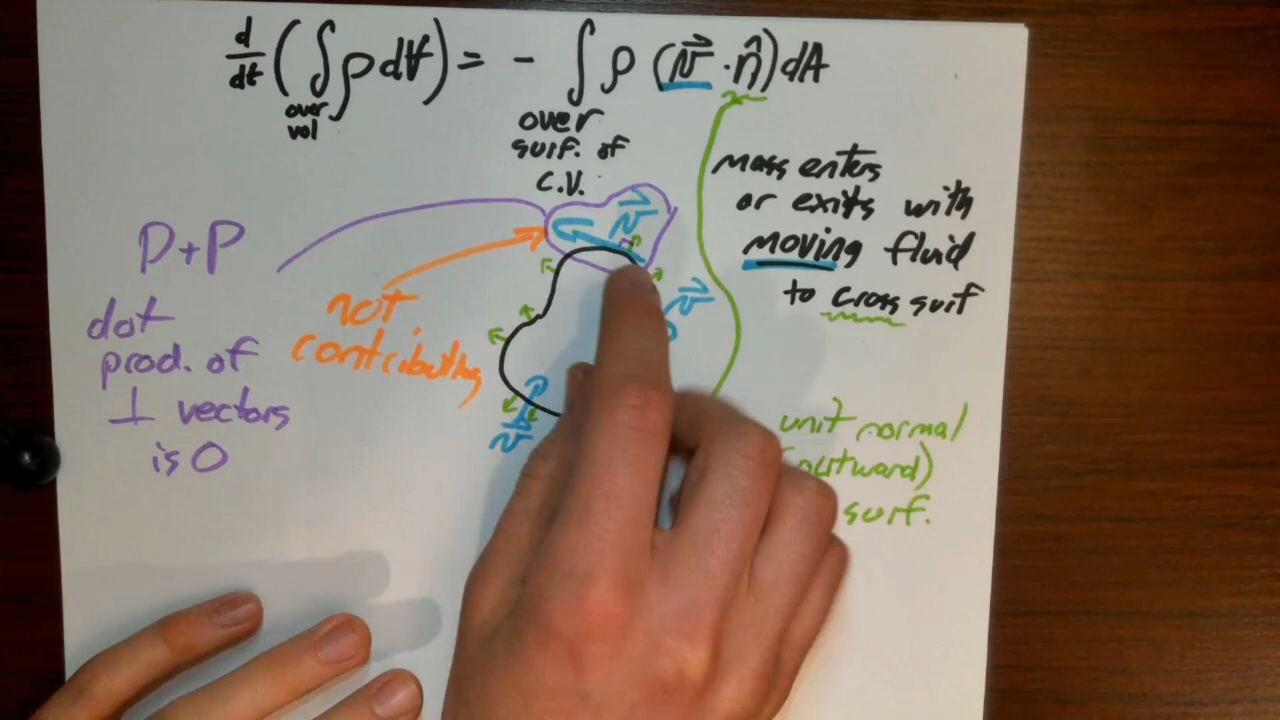 d/dt (∫ρdV) = - ∫ρ (v⃗ · n̂)dA
over
vol
over
surf. of
C.V.
mass enters
or exits with
moving fluid
to cross surf
P+P
dot
prod. of
⊥ vectors
is 0
not
contributing
v⃗
v⃗
unit normal
(outward)
surf.